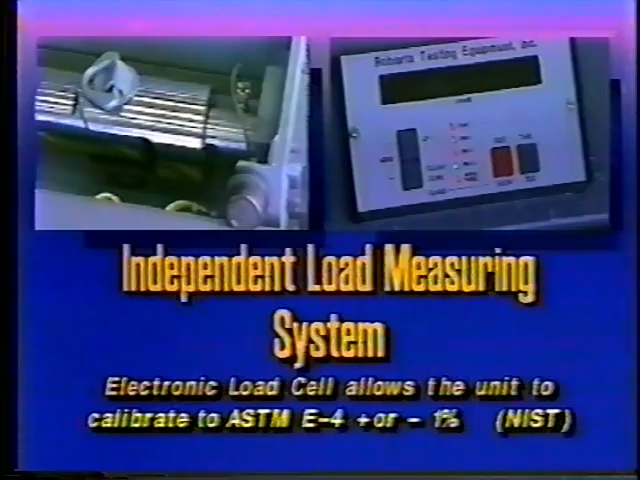 Roberts Testing Equipment, Inc.
Independent Load Measuring
System
Electronic Load Cell allows the unit to
calibrate to ASTM E-4 +or - 1% (NIST)